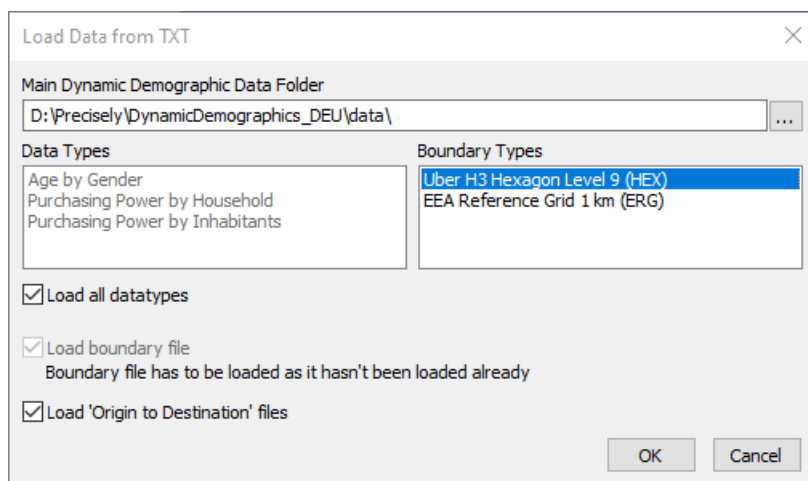 Load Data from TXT
Main Dynamic Demographic Data Folder
D:\Precisely\DynamicDemographics_DEU\data\
...
Data Types
Age by Gender
Purchasing Power by Household
Purchasing Power by Inhabitants
Boundary Types
Uber H3 Hexagon Level 9 (HEX)
EEA Reference Grid 1 km (ERG)
Load all datatypes
Load boundary file
Boundary file has to be loaded as it hasn't been loaded already
Load 'Origin to Destination' files
OK
Cancel